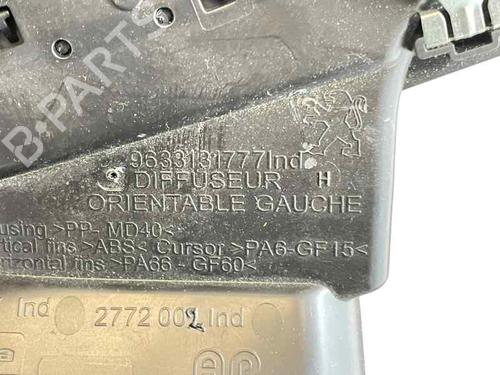 B-PARTS
9633131777Ind
DIFFUSEUR H
ORIENTABLE GAUCHE
using >PP- MD40<
tical fins >ABS< Cursor >PA6-GF15<
rizontal fins >PA66 - GF60<
Ind 2772 002 Ind